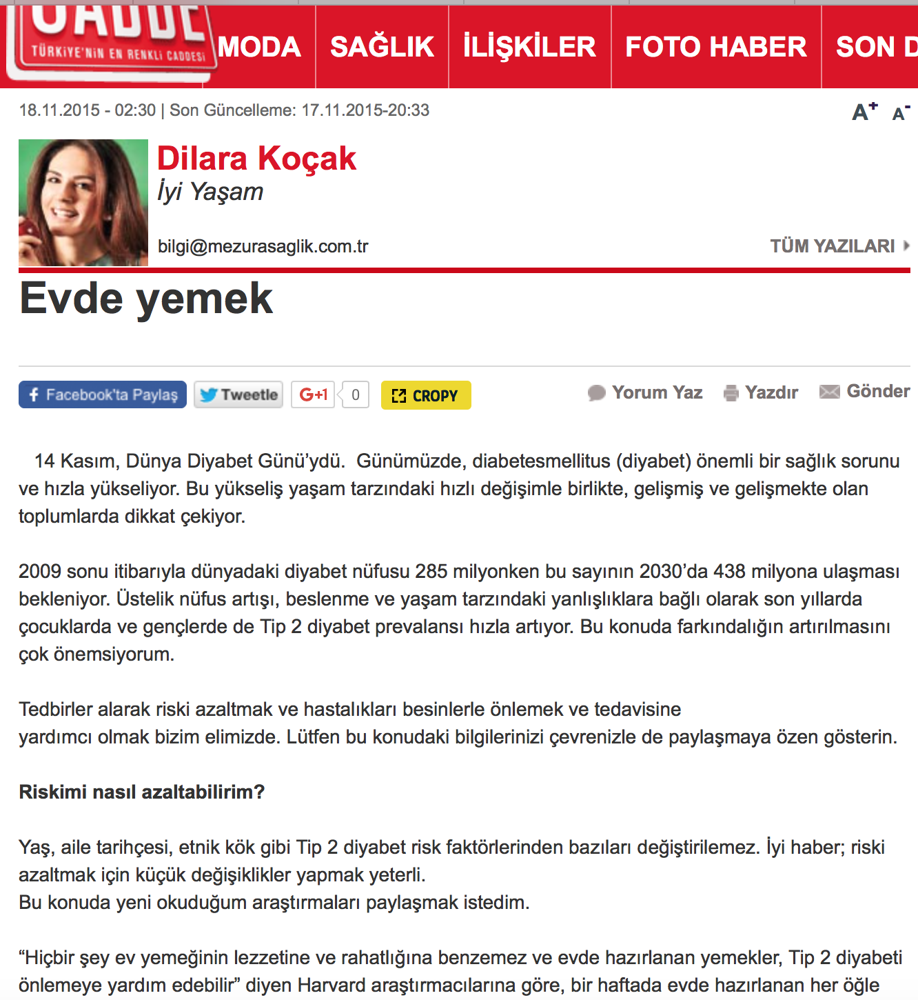 CADDE
TÜRKİYE'NİN EN RENKLİ CADDESİ
MODA SAĞLIK İLİŞKİLER FOTO HABER SON D
18.11.2015 - 02:30 | Son Güncelleme: 17.11.2015-20:33
A+ A-
Dilara Koçak
İyi Yaşam
bilgi@mezurasaglik.com.tr
TÜM YAZILARI
Evde yemek
Facebook'ta Paylaş Tweetle G+1 0 CROPY Yorum Yaz Yazdır Gönder
14 Kasım, Dünya Diyabet Günü’ydü. Günümüzde, diabetesmellitus (diyabet) önemli bir sağlık sorunu
ve hızla yükseliyor. Bu yükseliş yaşam tarzındaki hızlı değişimle birlikte, gelişmiş ve gelişmekte olan
toplumlarda dikkat çekiyor.
2009 sonu itibarıyla dünyadaki diyabet nüfusu 285 milyonken bu sayının 2030’da 438 milyona ulaşması
bekleniyor. Üstelik nüfus artışı, beslenme ve yaşam tarzındaki yanlışlıklara bağlı olarak son yıllarda
çocuklarda ve gençlerde de Tip 2 diyabet prevalansı hızla artıyor. Bu konuda farkındalığın artırılmasını
çok önemsiyorum.
Tedbirler alarak riski azaltmak ve hastalıkları besinlerle önlemek ve tedavisine
yardımcı olmak bizim elimizde. Lütfen bu konudaki bilgilerinizi çevrenizle de paylaşmaya özen gösterin.
Riskimi nasıl azaltabilirim?
Yaş, aile tarihçesi, etnik kök gibi Tip 2 diyabet risk faktörlerinden bazıları değiştirilemez. İyi haber; riski
azaltmak için küçük değişiklikler yapmak yeterli.
Bu konuda yeni okuduğum araştırmaları paylaşmak istedim.
“Hiçbir şey ev yemeğinin lezzetine ve rahatlığına benzemez ve evde hazırlanan yemekler, Tip 2 diyabeti
önlemeye yardım edebilir” diyen Harvard araştırmacılarına göre, bir haftada evde hazırlanan her öğle